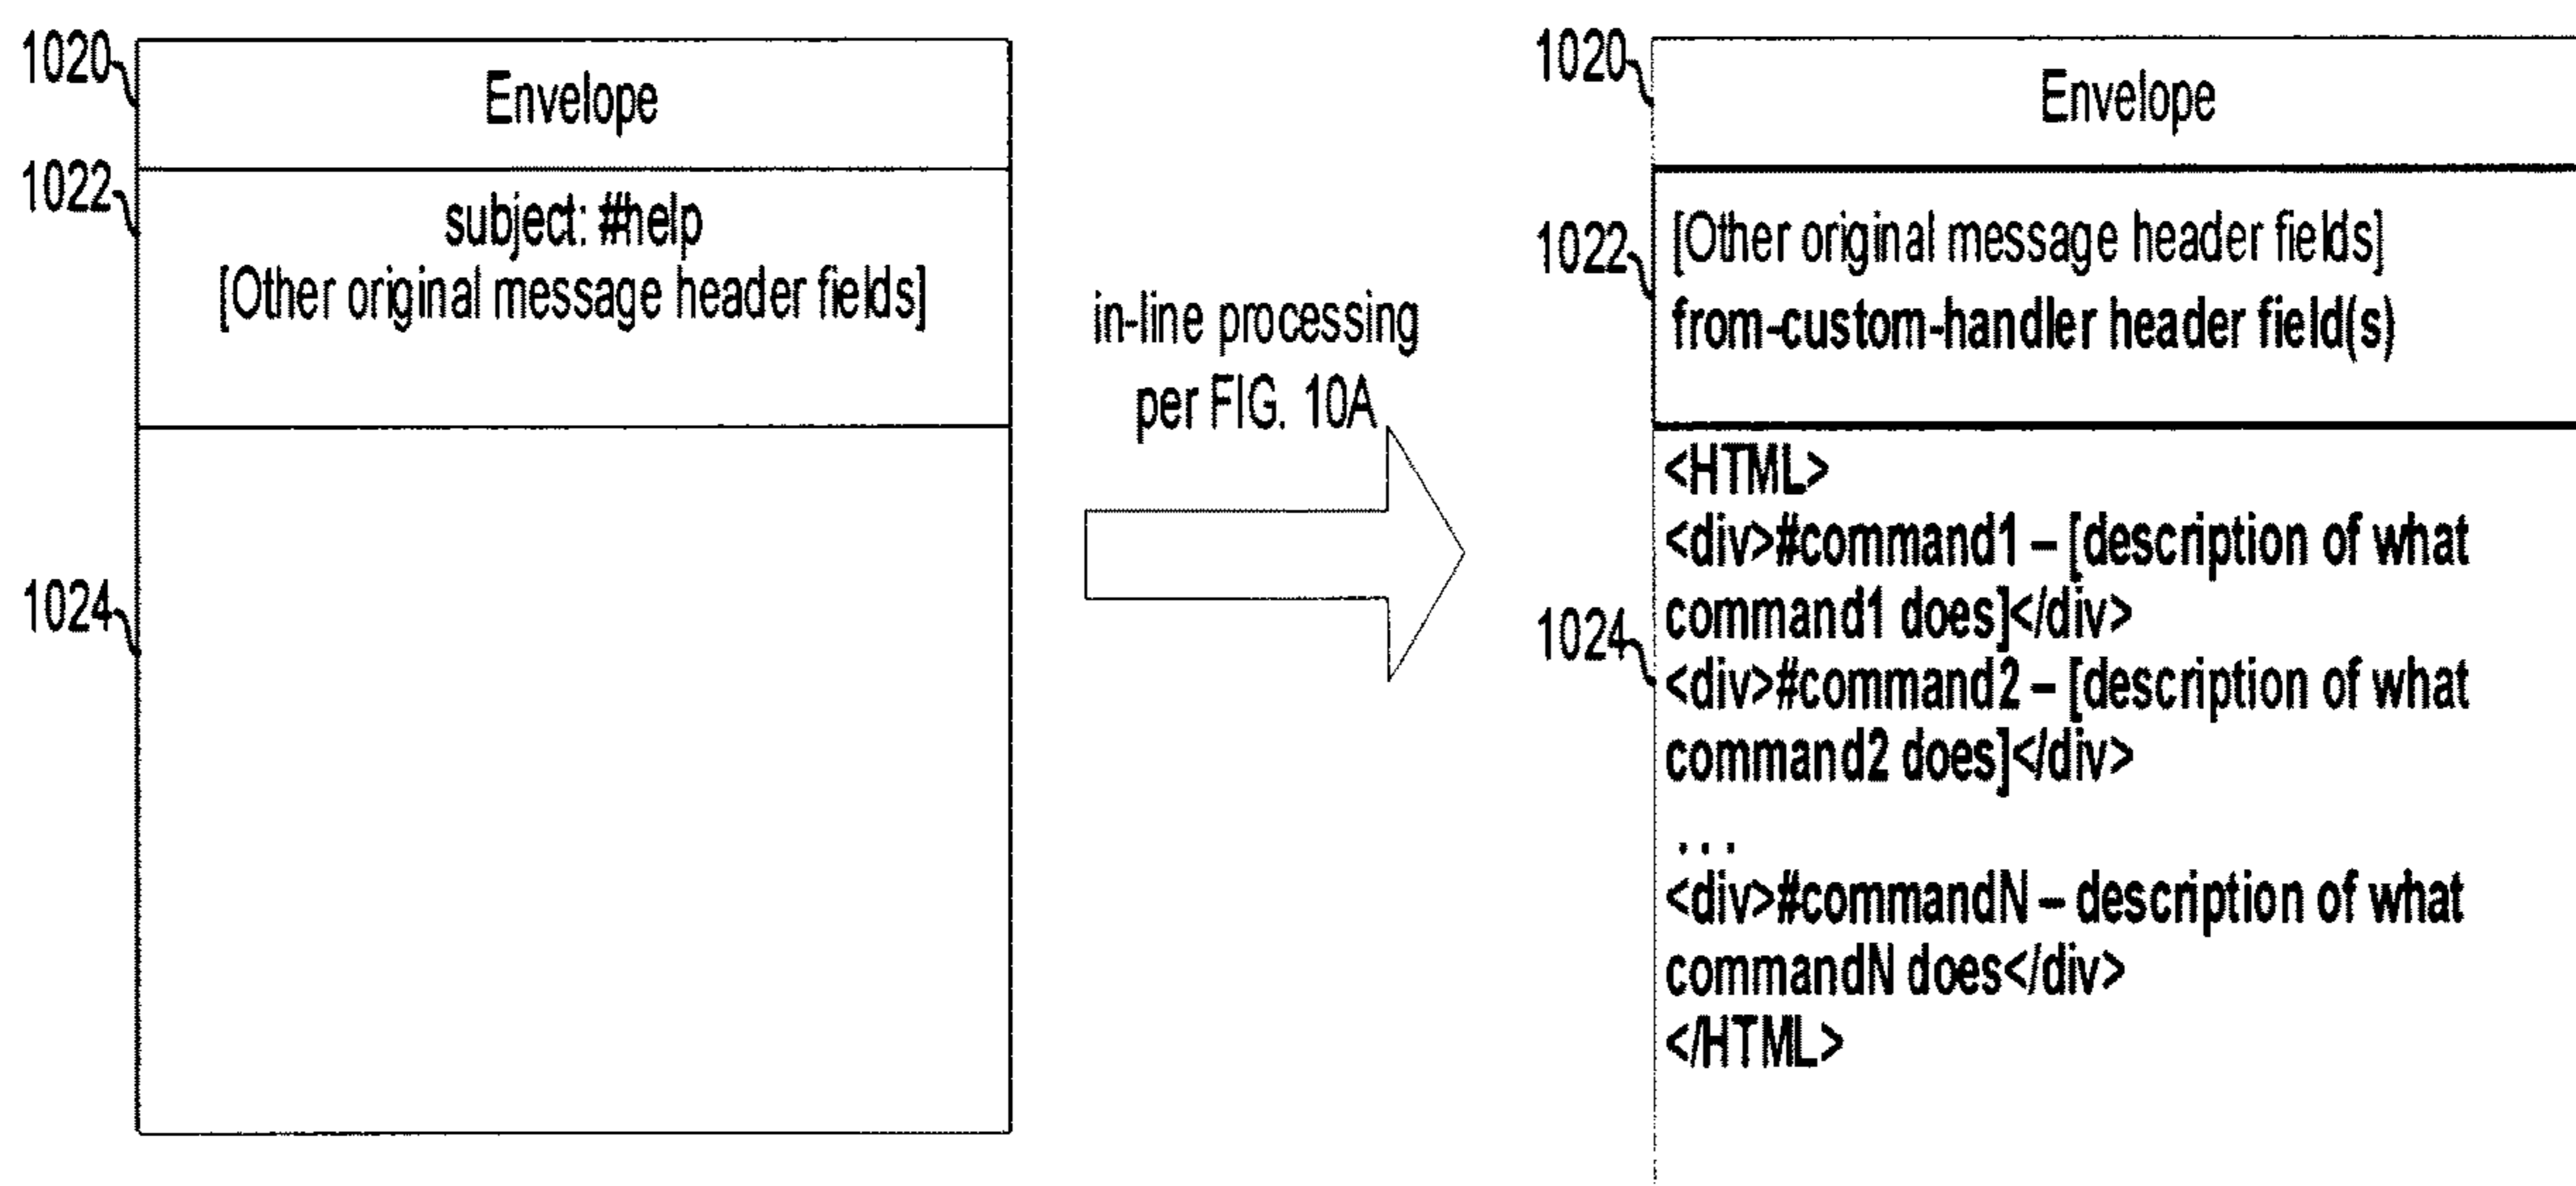 1020
Envelope
1022
subject: #help
[Other original message header fields]
1024
in-line processing
per FIG. 10A
1020
Envelope
1022
[Other original message header fields]
from-custom-handler header field(s)
1024
<HTML>
<div>#command1 – [description of what
command1 does]</div>
<div>#command2 – [description of what
command2 does]</div>
...
<div>#commandN – description of what
commandN does</div>
</HTML>